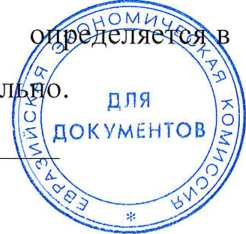 определяется в
льно.
ЕВРАЗИЙСКАЯ ЭКОНОМИЧЕСКАЯ КОМИССИЯ
ДЛЯ
ДОКУМЕНТОВ
*